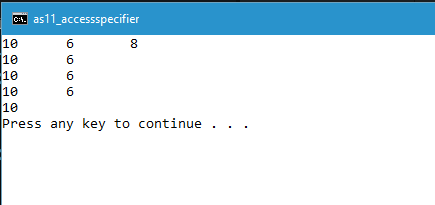 C:\. as11_accessspecifier
10 6 8
10 6
10 6
10 6
10
Press any key to continue . . .